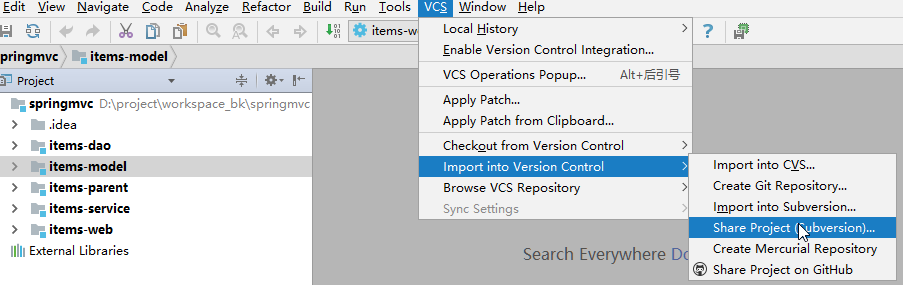 File Edit View Navigate Code Analyze Refactor Build Run Tools VCS Window Help
items-w
springmvc items-model
Project
springmvc D:\project\workspace_bk\springmvc
.idea
items-dao
items-model
items-parent
items-service
items-web
External Libraries
Local History
Enable Version Control Integration...
VCS Operations Popup... Alt+后引号
Apply Patch...
Apply Patch from Clipboard...
Checkout from Version Control
Import into Version Control
Browse VCS Repository
Sync Settings
Import into CVS...
Create Git Repository...
Import into Subversion...
Share Project (Subversion)...
Create Mercurial Repository
Share Project on GitHub
Search Everywhere Do